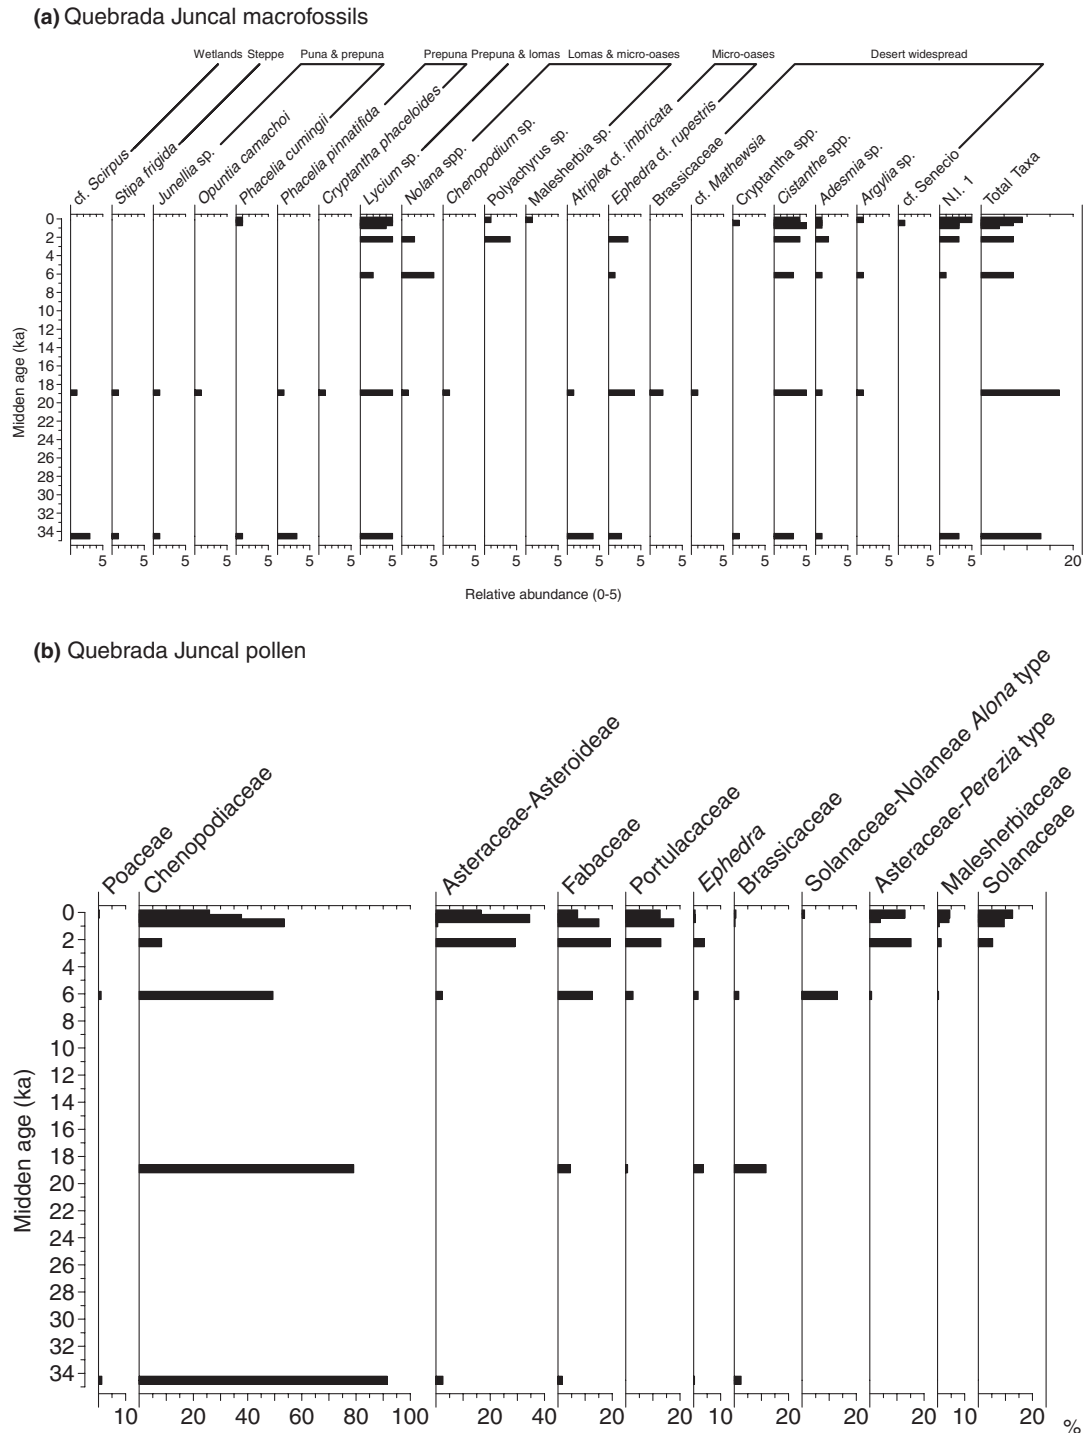 (a) Quebrada Juncal macrofossils
Wetlands Steppe Puna & prepuna Prepuna Prepuna & lomas Lomas & micro-oases Micro-oases Desert widespread
cf. Scirpus
Stipa frigida
Junellia sp.
Opuntia camachoi
Phacelia cumingii
Phacelia pinnatifida
Cryptantha phaceloides
Lycium sp.
Nolana spp.
Chenopodium sp.
Polyachyrus sp.
Malesherbia sp.
Atriplex cf. imbricata
Ephedra cf. rupestris
Brassicaceae
cf. Mathewsia
Cryptantha spp.
Cistanthe spp.
Adesmia sp.
Argylia sp.
cf. Senecio
N.I. 1
Total Taxa
Midden age (ka)
0
2
4
6
8
10
12
14
16
18
20
22
24
26
28
30
32
34
5 5 5 5 5 5 5 5 5 5 5 5 5 5 5 5 5 5 5 5 5 5 20
Relative abundance (0-5)
(b) Quebrada Juncal pollen
Poaceae
Chenopodiaceae
Asteraceae-Asteroideae
Fabaceae
Portulacaceae
Ephedra
Brassicaceae
Solanaceae-Nolaneae Alona type
Asteraceae-Perezia type
Malesherbiaceae
Solanaceae
Midden age (ka)
0
2
4
6
8
10
12
14
16
18
20
22
24
26
28
30
32
34
10 20 40 60 80 100 20 40 20 20 10 20 20 20 10 20 %